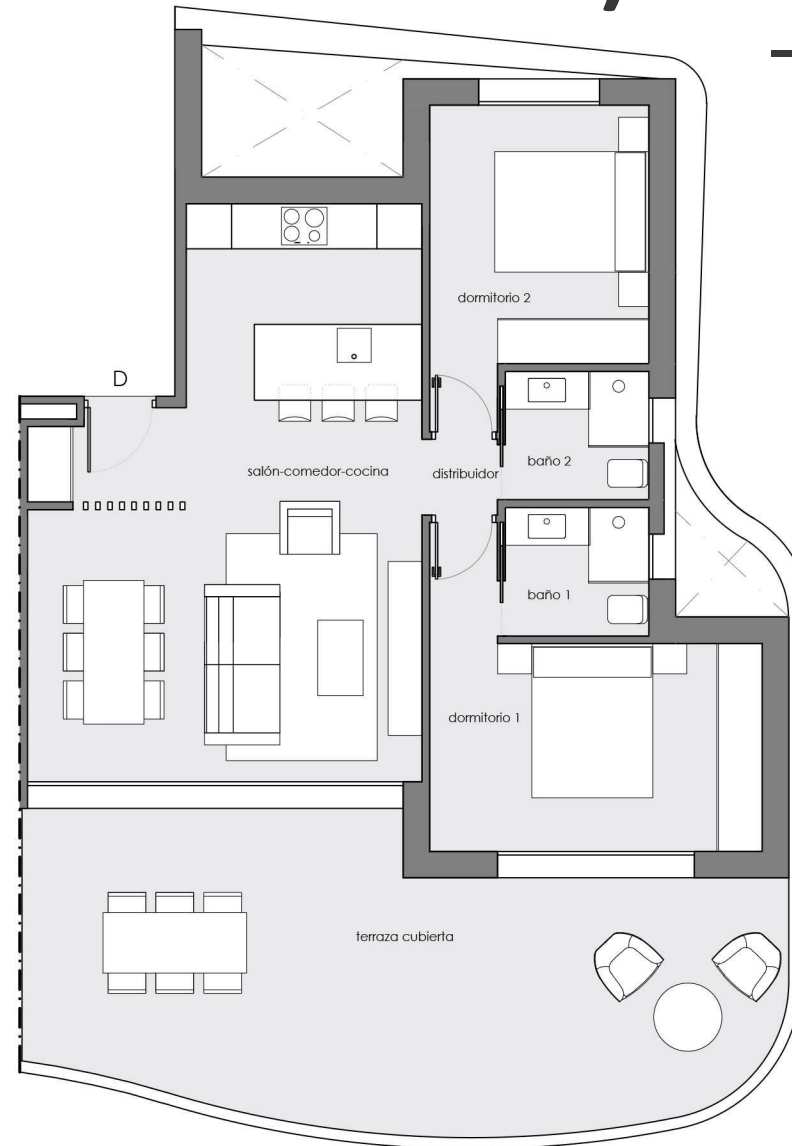 dormitorio 2
D
salón-comedor-cocina
distribuidor
baño 2
baño 1
dormitorio 1
terraza cubierta